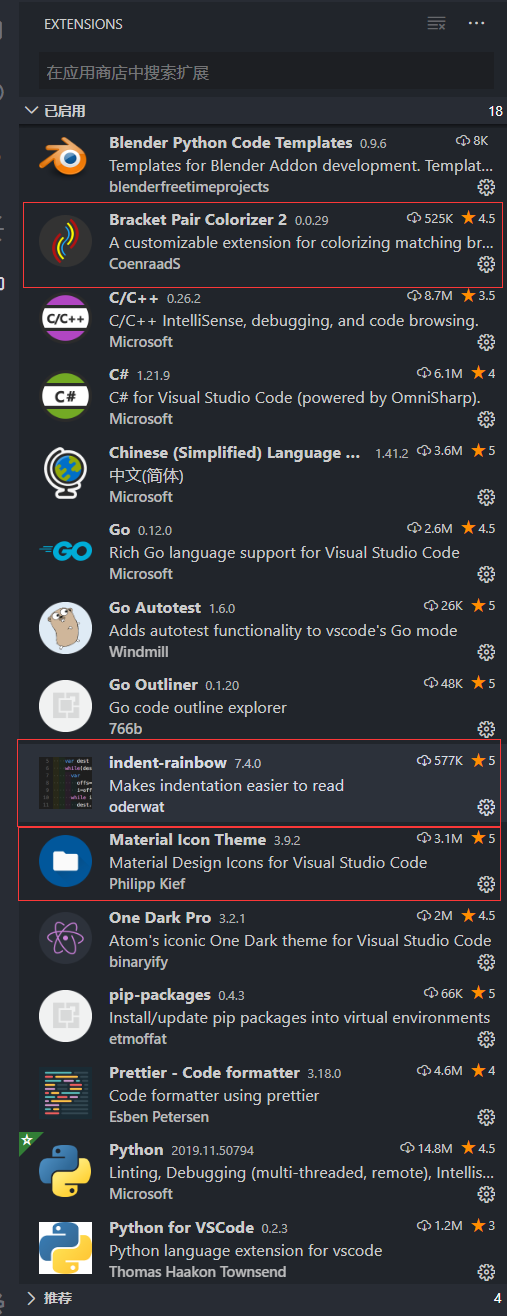 EXTENSIONS
在应用商店中搜索扩展
已启用 18
Blender Python Code Templates 0.9.6 8K
Templates for Blender Addon development. Templat...
blenderfreetimeprojects
Bracket Pair Colorizer 2 0.0.29 525K 4.5
A customizable extension for colorizing matching br...
CoenraadS
C/C++
C/C++ 0.26.2 8.7M 3.5
C/C++ IntelliSense, debugging, and code browsing.
Microsoft
C#
C# 1.21.9 6.1M 4
C# for Visual Studio Code (powered by OmniSharp).
Microsoft
Chinese (Simplified) Language ... 1.41.2 3.6M 5
中文(简体)
Microsoft
GO
Go 0.12.0 2.6M 4.5
Rich Go language support for Visual Studio Code
Microsoft
Go Autotest 1.6.0 26K 5
Adds autotest functionality to vscode's Go mode
Windmill
Go Outliner 0.1.20 48K 5
Go code outline explorer
766b
indent-rainbow 7.4.0 577K 5
Makes indentation easier to read
oderwat
Material Icon Theme 3.9.2 3.1M 5
Material Design Icons for Visual Studio Code
Philipp Kief
One Dark Pro 3.2.1 2M 4.5
Atom's iconic One Dark theme for Visual Studio Code
binaryify
pip-packages 0.4.3 66K 5
Install/update pip packages into virtual environments
etmoffat
Prettier - Code formatter 3.18.0 4.6M 4
Code formatter using prettier
Esben Petersen
Python 2019.11.50794 14.8M 4.5
Linting, Debugging (multi-threaded, remote), Intellis...
Microsoft
Python for VSCode 0.2.3 1.2M 3
Python language extension for vscode
Thomas Haakon Townsend
推荐 4